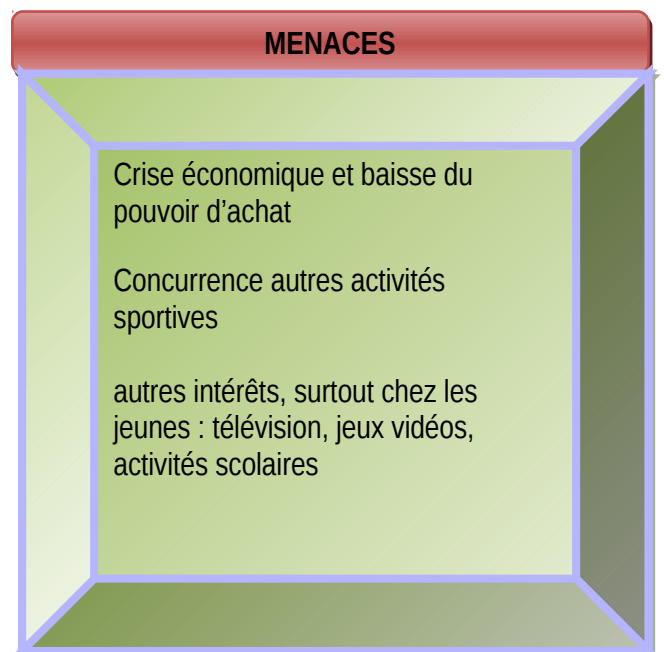 MENACES
Crise économique et baisse du
pouvoir d’achat
Concurrence autres activités
sportives
autres intérêts, surtout chez les
jeunes : télévision, jeux vidéos,
activités scolaires